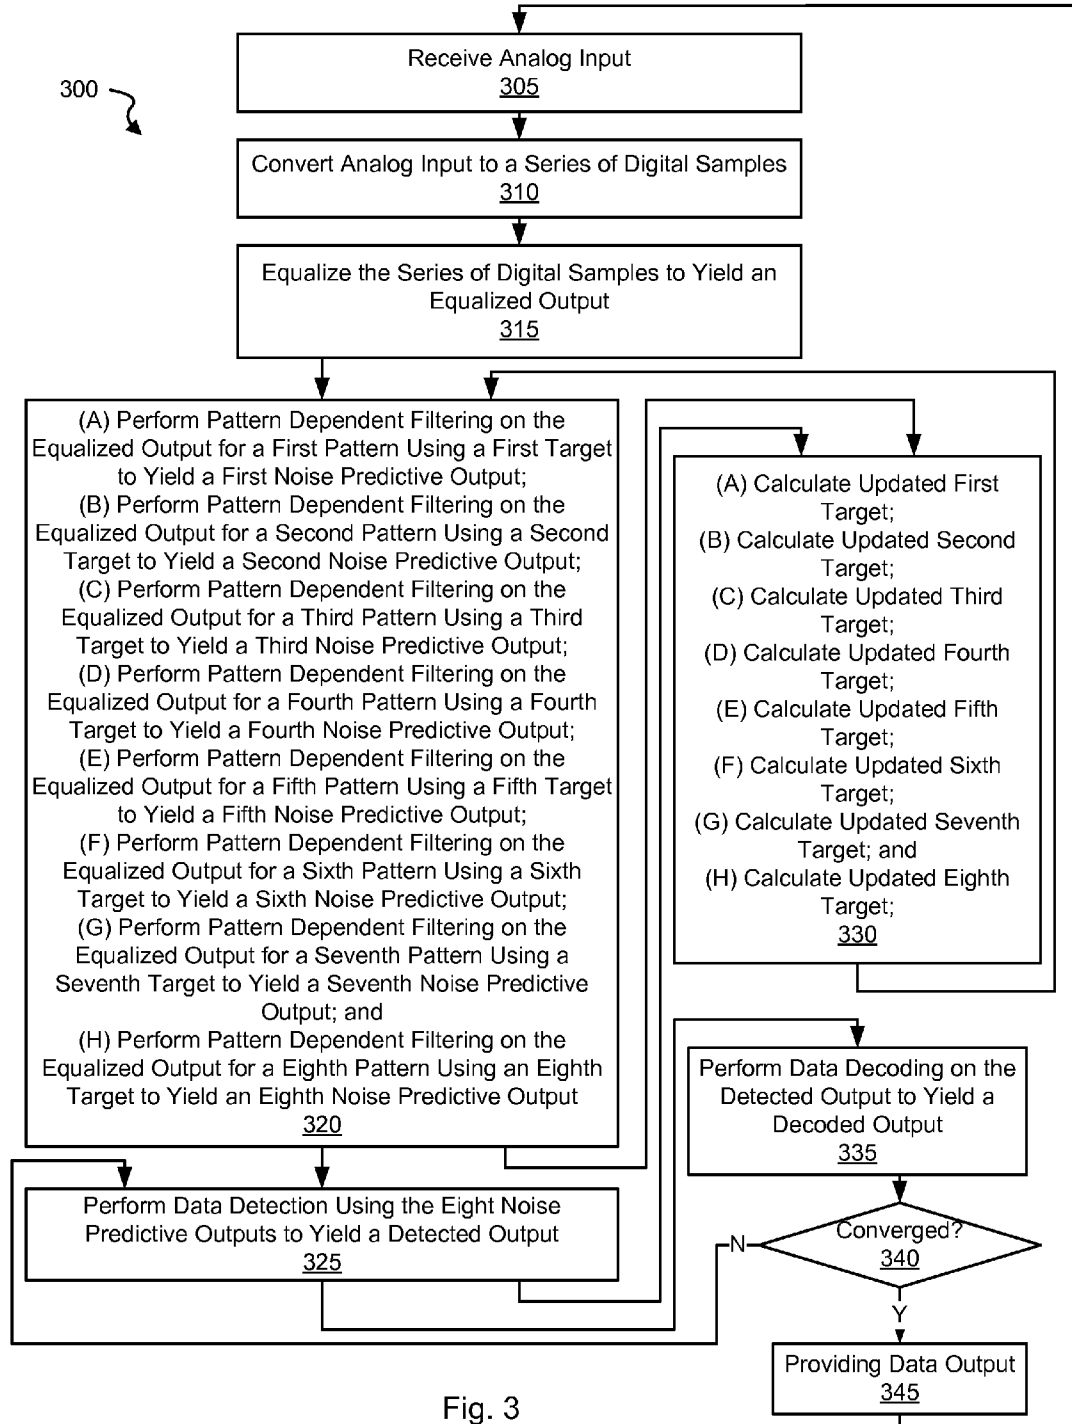 Receive Analog Input
305
300
Convert Analog Input to a Series of Digital Samples
310
Equalize the Series of Digital Samples to Yield an
Equalized Output
315
(A) Perform Pattern Dependent Filtering on the
Equalized Output for a First Pattern Using a First Target
to Yield a First Noise Predictive Output;
(B) Perform Pattern Dependent Filtering on the
Equalized Output for a Second Pattern Using a Second
Target to Yield a Second Noise Predictive Output;
(C) Perform Pattern Dependent Filtering on the
Equalized Output for a Third Pattern Using a Third
Target to Yield a Third Noise Predictive Output;
(D) Perform Pattern Dependent Filtering on the
Equalized Output for a Fourth Pattern Using a Fourth
Target to Yield a Fourth Noise Predictive Output;
(E) Perform Pattern Dependent Filtering on the
Equalized Output for a Fifth Pattern Using a Fifth Target
to Yield a Fifth Noise Predictive Output;
(F) Perform Pattern Dependent Filtering on the
Equalized Output for a Sixth Pattern Using a Sixth
Target to Yield a Sixth Noise Predictive Output;
(G) Perform Pattern Dependent Filtering on the
Equalized Output for a Seventh Pattern Using a
Seventh Target to Yield a Seventh Noise Predictive
Output; and
(H) Perform Pattern Dependent Filtering on the
Equalized Output for a Eighth Pattern Using an Eighth
Target to Yield an Eighth Noise Predictive Output
320
(A) Calculate Updated First
Target;
(B) Calculate Updated Second
Target;
(C) Calculate Updated Third
Target;
(D) Calculate Updated Fourth
Target;
(E) Calculate Updated Fifth
Target;
(F) Calculate Updated Sixth
Target;
(G) Calculate Updated Seventh
Target; and
(H) Calculate Updated Eighth
Target;
330
Perform Data Detection Using the Eight Noise
Predictive Outputs to Yield a Detected Output
325
Perform Data Decoding on the
Detected Output to Yield a
Decoded Output
335
Converged?
340
N
Y
Providing Data Output
345
Fig. 3